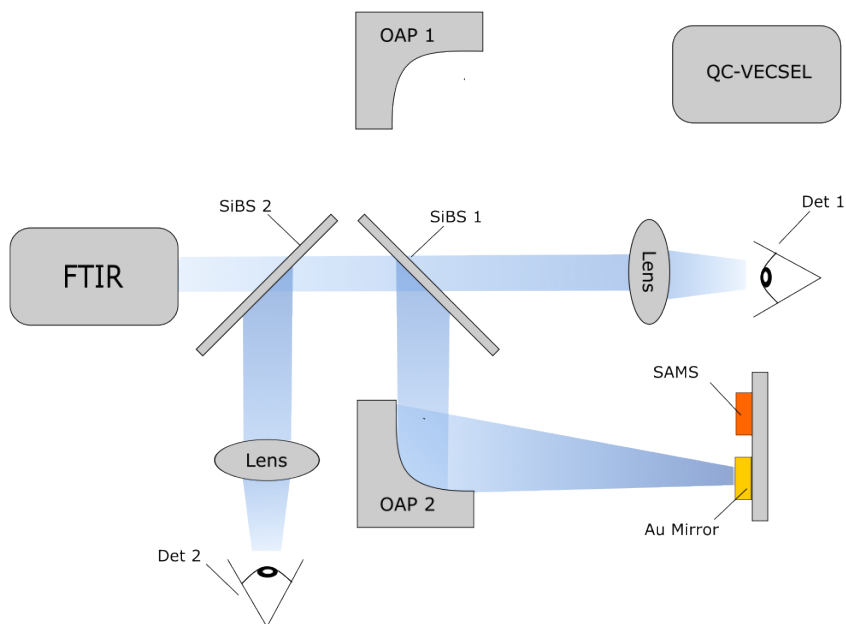 OAP 1
QC-VECSEL
SiBS 2
SiBS 1
Det 1
FTIR
Lens
SAMS
Lens
OAP 2
Au Mirror
Det 2